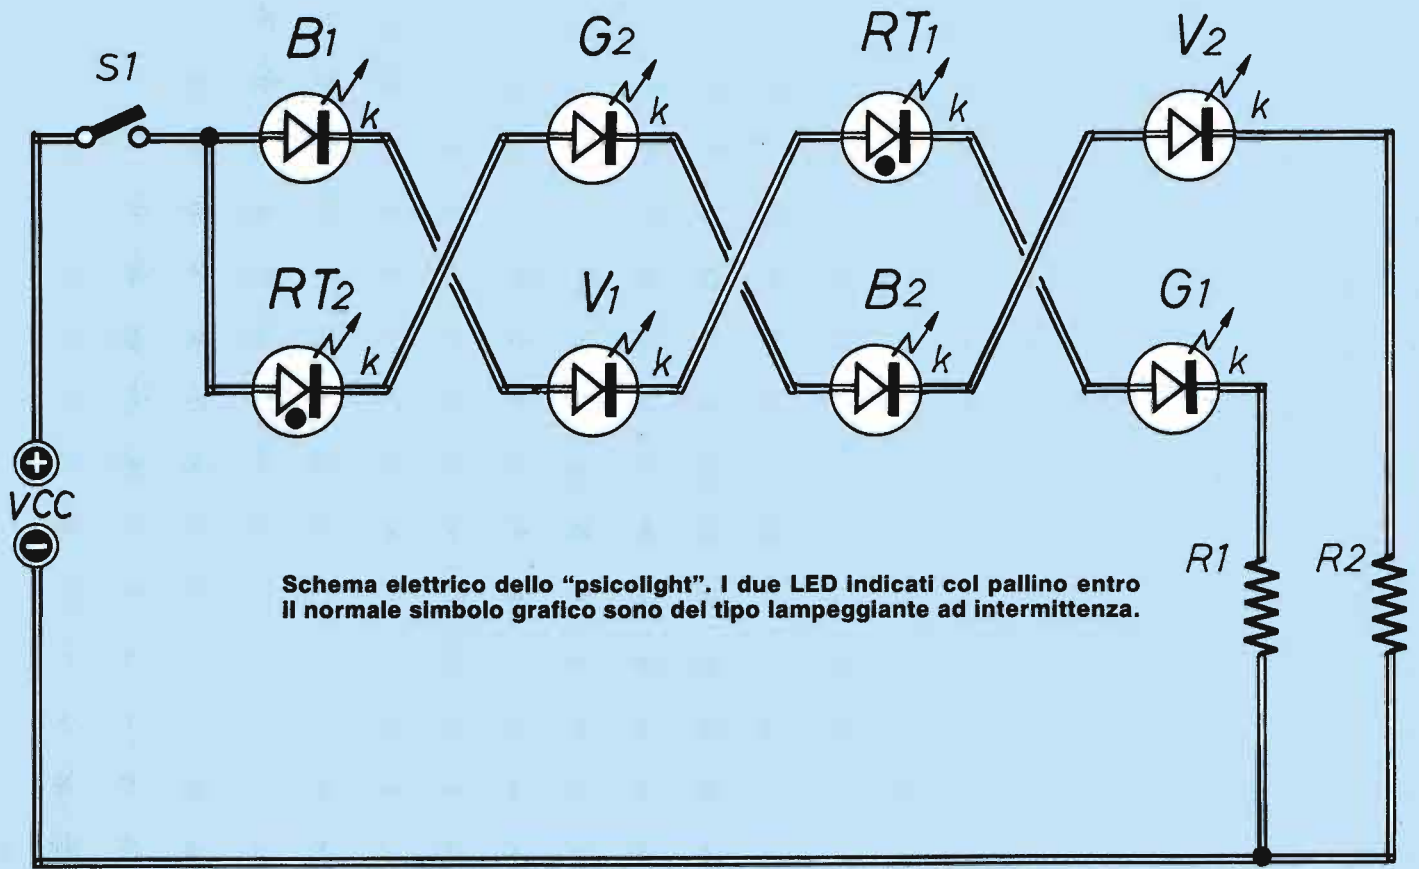 B1
G2
RT1
V2
S1
k
k
k
k
RT2
V1
B2
G1
k
k
k
k
+
VCC
−
R1
R2
Schema elettrico dello “psicolight”. I due LED indicati col pallino entro
il normale simbolo grafico sono del tipo lampeggiante ad intermittenza.